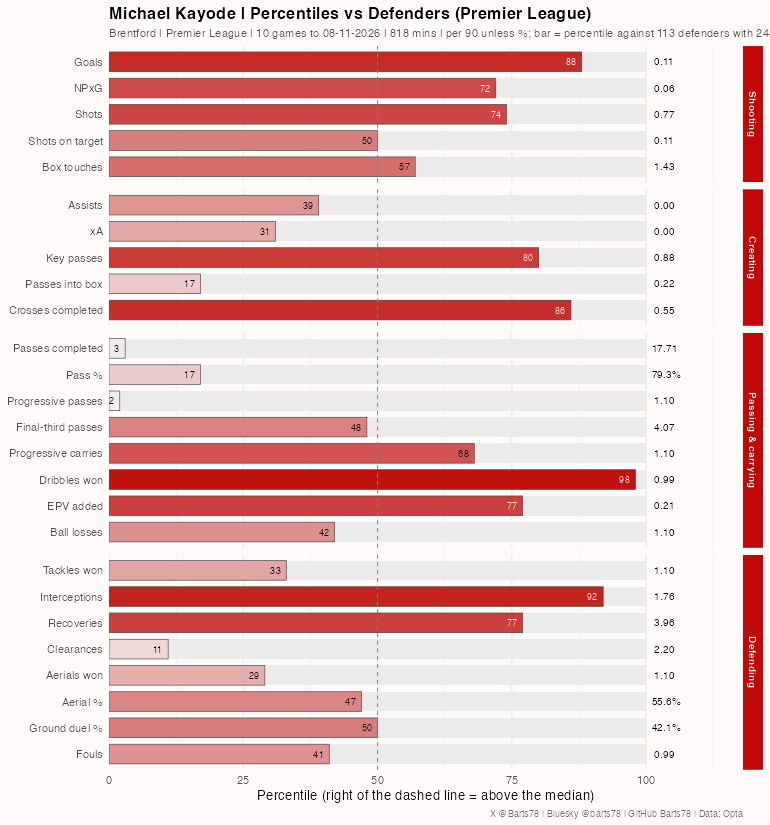 Michael Kayode | Percentiles vs Defenders (Premier League)
Brentford | Premier League | 10 games to 08-11-2026 | 818 mins | per 90 unless %; bar = percentile against 113 defenders with 24
Goals 88 0.11
NPxG 72 0.06
Shots 74 0.77
Shots on target 50 0.11
Box touches 57 1.43
Shooting
Assists 39 0.00
xA 31 0.00
Key passes 80 0.88
Passes into box 17 0.22
Crosses completed 86 0.55
Creating
Passes completed 3 17.71
Pass % 17 79.3%
Progressive passes 2 1.10
Final-third passes 48 4.07
Progressive carries 68 1.10
Dribbles won 98 0.99
EPV added 77 0.21
Ball losses 42 1.10
Passing & carrying
Tackles won 33 1.10
Interceptions 92 1.76
Recoveries 77 3.96
Clearances 11 2.20
Aerials won 29 1.10
Aerial % 47 55.6%
Ground duel % 50 42.1%
Fouls 41 0.99
Defending
0 25 50 75 100
Percentile (right of the dashed line = above the median)
X @Barts78 | Bluesky @barts78 | GitHub Barts78 | Data: Opta